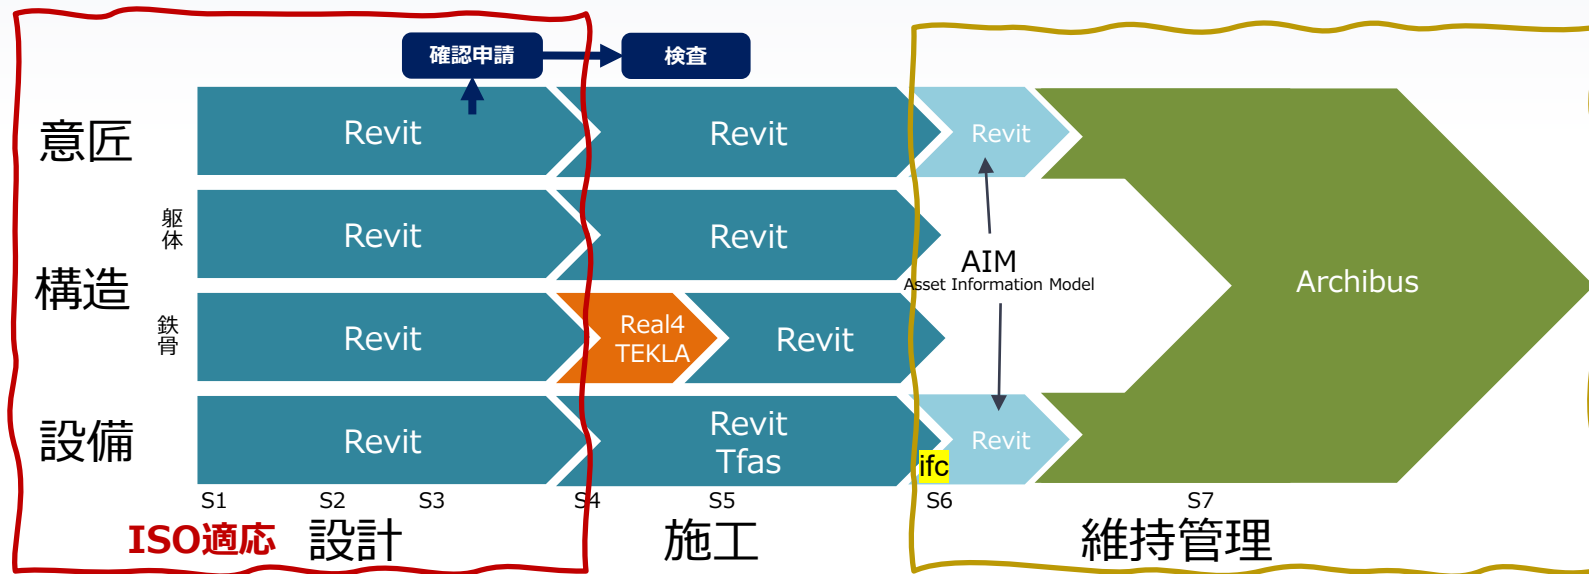 確認申請
検査
意匠
Revit
Revit
Revit
構造
躯体
Revit
Revit
AIM
Asset Information Model
Archibus
鉄骨
Revit
Real4
TEKLA
Revit
設備
Revit
Revit
Tfas
ifc
Revit
S1
S2
S3
S4
S5
S6
S7
ISO適応
設計
施工
維持管理